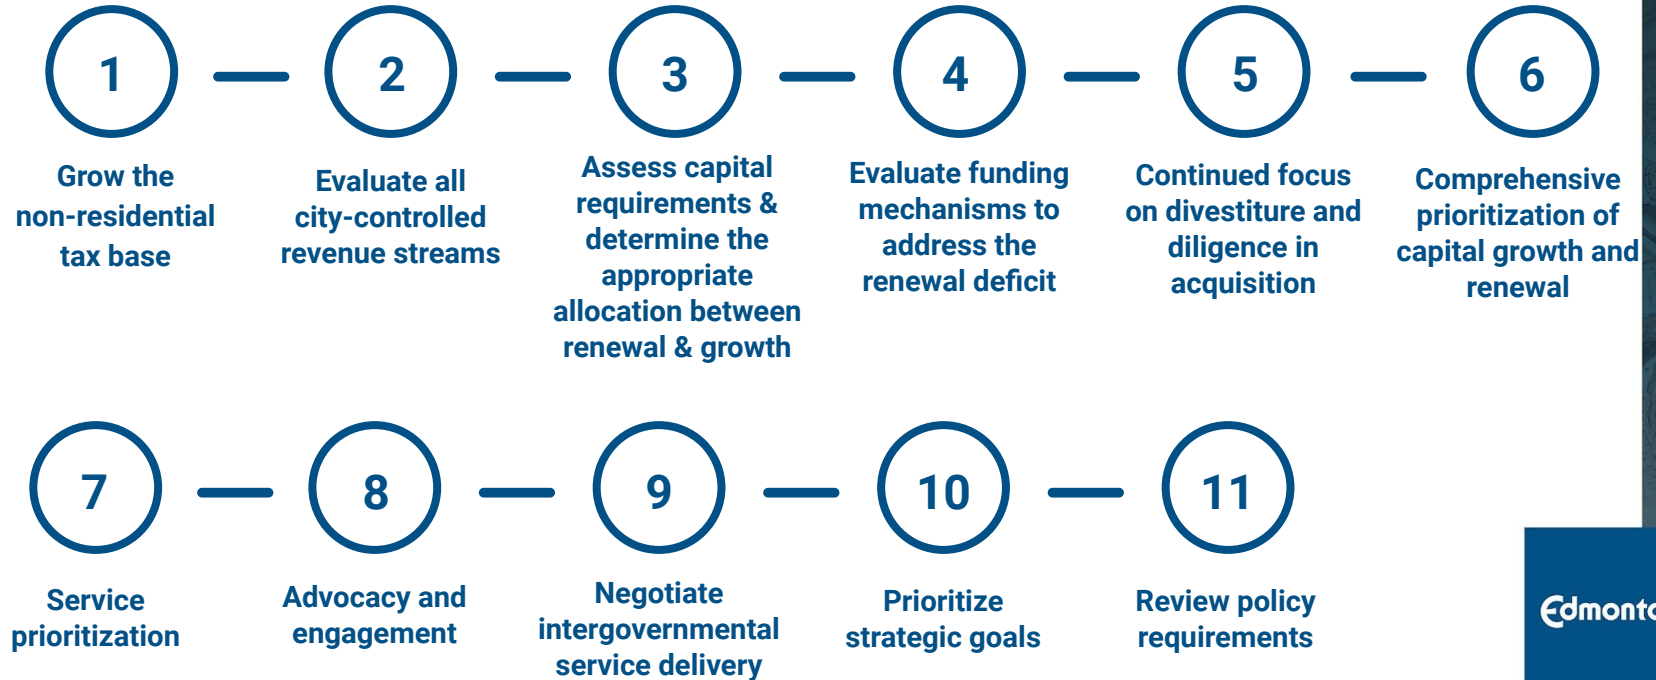 1
2
3
4
5
6
Grow the
non-residential
tax base
Evaluate all
city-controlled
revenue streams
Assess capital
requirements &
determine the
appropriate
allocation between
renewal & growth
Evaluate funding
mechanisms to
address the
renewal deficit
Continued focus
on divestiture and
diligence in
acquisition
Comprehensive
prioritization of
capital growth and
renewal
7
8
9
10
11
Service
prioritization
Advocacy and
engagement
Negotiate
intergovernmental
service delivery
Prioritize
strategic goals
Review policy
requirements
Edmonto